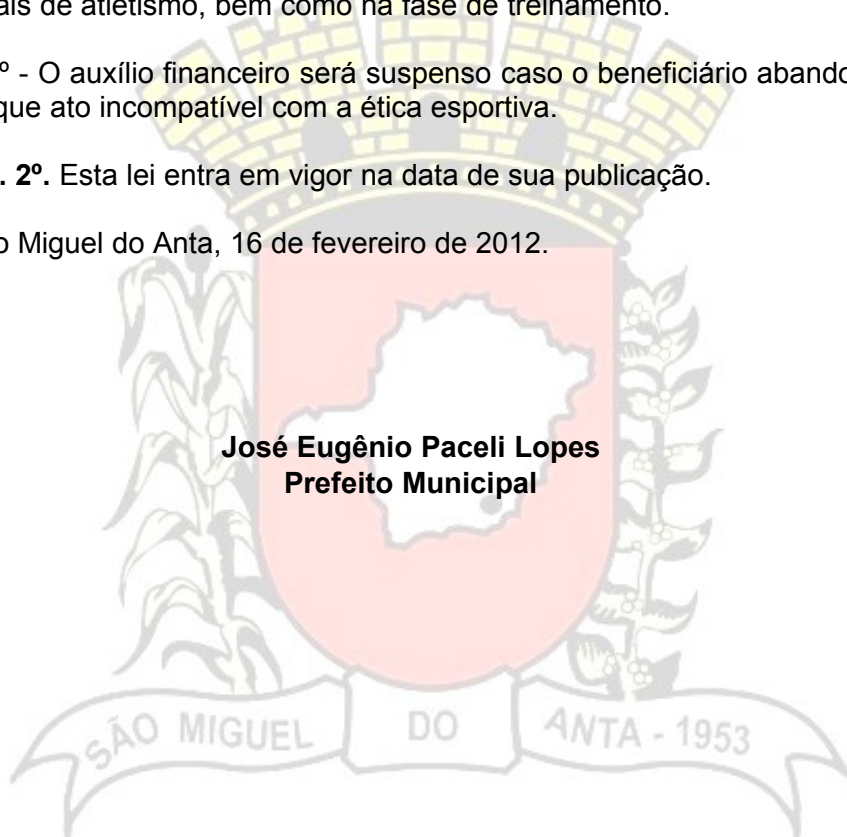 ais de atletismo, bem como na fase de treinamento.
º - O auxílio financeiro será suspenso caso o beneficiário abando
que ato incompatível com a ética esportiva.
. 2º. Esta lei entra em vigor na data de sua publicação.
o Miguel do Anta, 16 de fevereiro de 2012.
José Eugênio Paceli Lopes
Prefeito Municipal
SÃO MIGUEL DO ANTA - 1953